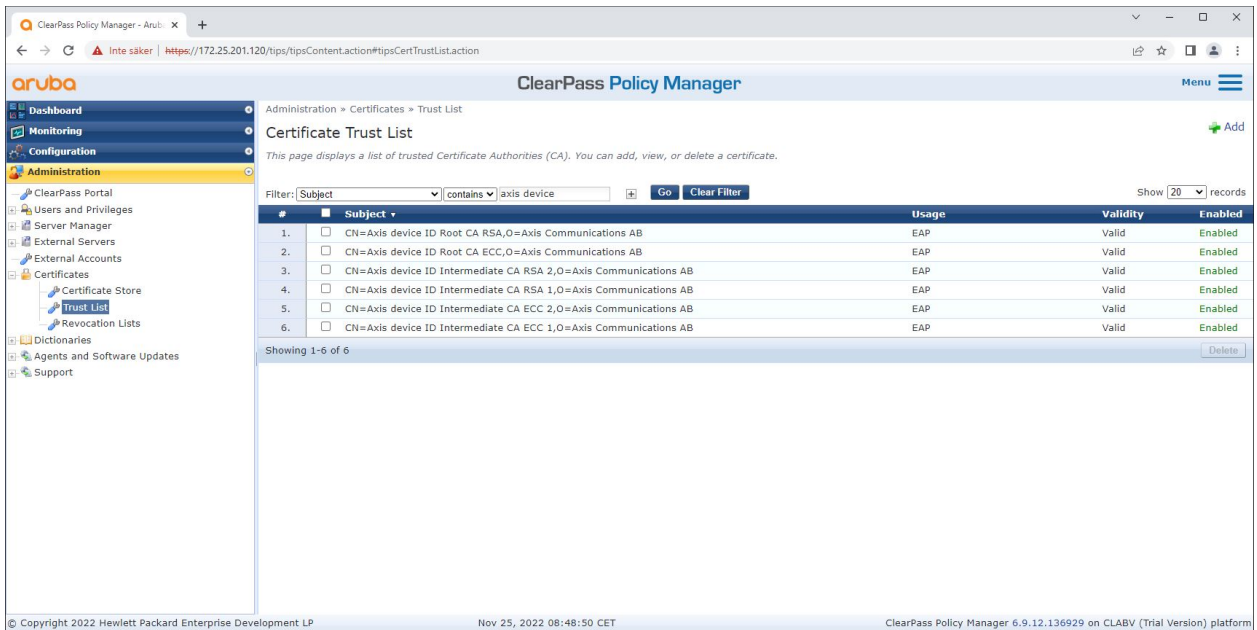 ClearPass Policy Manager - Arub
Inte säker | https://172.25.201.120/tips/tipsContent.action#tipsCertTrustList.action
aruba
ClearPass Policy Manager
Menu
Dashboard
Monitoring
Configuration
Administration
ClearPass Portal
Users and Privileges
Server Manager
External Servers
External Accounts
Certificates
Certificate Store
Trust List
Revocation Lists
Dictionaries
Agents and Software Updates
Support
Administration » Certificates » Trust List
Certificate Trust List
Add
This page displays a list of trusted Certificate Authorities (CA). You can add, view, or delete a certificate.
Filter: Subject contains axis device + Go Clear Filter Show 20 records
# Subject Usage Validity Enabled
1. CN=Axis device ID Root CA RSA,O=Axis Communications AB EAP Valid Enabled
2. CN=Axis device ID Root CA ECC,O=Axis Communications AB EAP Valid Enabled
3. CN=Axis device ID Intermediate CA RSA 2,O=Axis Communications AB EAP Valid Enabled
4. CN=Axis device ID Intermediate CA RSA 1,O=Axis Communications AB EAP Valid Enabled
5. CN=Axis device ID Intermediate CA ECC 2,O=Axis Communications AB EAP Valid Enabled
6. CN=Axis device ID Intermediate CA ECC 1,O=Axis Communications AB EAP Valid Enabled
Showing 1-6 of 6 Delete
© Copyright 2022 Hewlett Packard Enterprise Development LP Nov 25, 2022 08:48:50 CET ClearPass Policy Manager 6.9.12.136929 on CLABV (Trial Version) platform